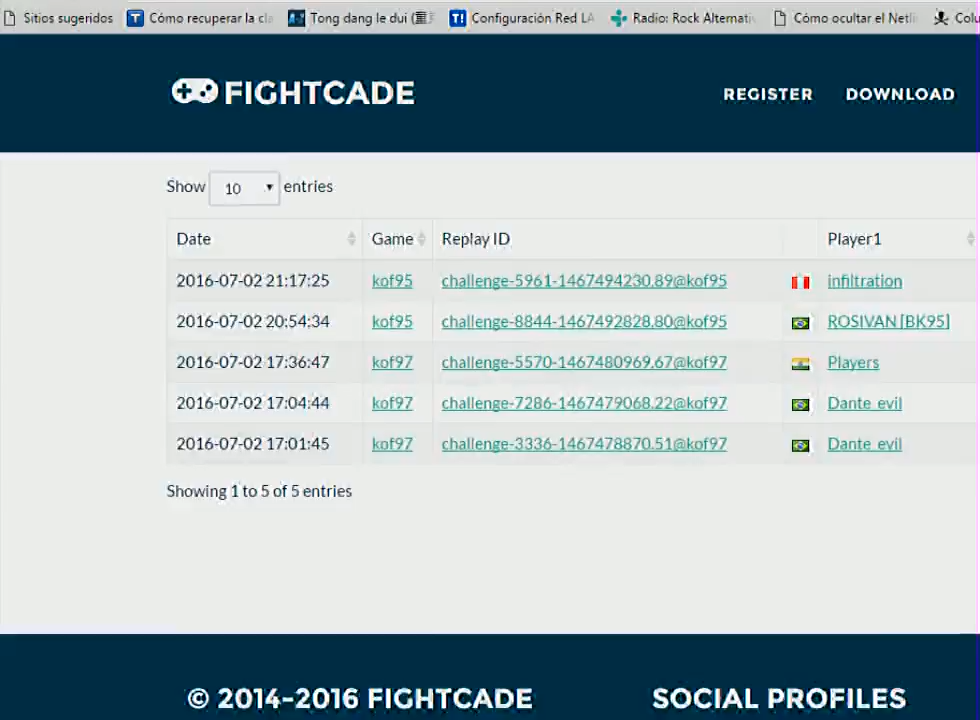 Sitios sugeridos Cómo recuperar la cla Tong dang le dui (重 Configuración Red LA Radio: Rock Alternati Cómo ocultar el Netli Colu
FIGHTCADE REGISTER DOWNLOAD
Show 10 entries
Date Game Replay ID Player1
2016-07-02 21:17:25 kof95 challenge-5961-1467494230.89@kof95 infiltration
2016-07-02 20:54:34 kof95 challenge-8844-1467492828.80@kof95 ROSIVAN [BK95]
2016-07-02 17:36:47 kof97 challenge-5570-1467480969.67@kof97 Players
2016-07-02 17:04:44 kof97 challenge-7286-1467479068.22@kof97 Dante_evil
2016-07-02 17:01:45 kof97 challenge-3336-1467478870.51@kof97 Dante_evil
Showing 1 to 5 of 5 entries
© 2014-2016 FIGHTCADE SOCIAL PROFILES